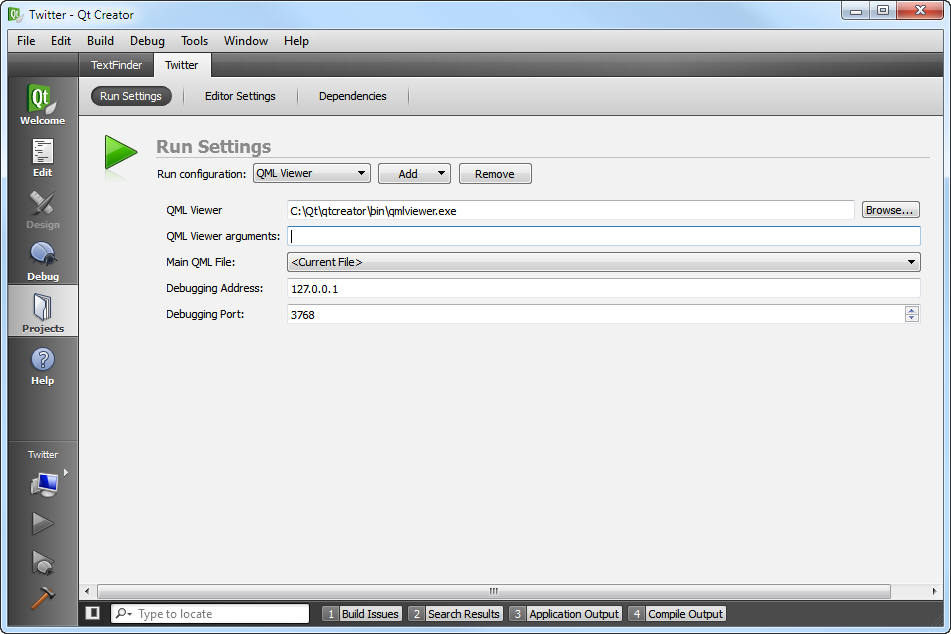 Twitter - Qt Creator
File Edit Build Debug Tools Window Help
TextFinder Twitter
Run Settings Editor Settings Dependencies
Qt
Welcome
Edit
Design
Debug
Projects
Help
Run Settings
Run configuration: QML Viewer Add Remove
QML Viewer C:\Qt\qtcreator\bin\qmlviewer.exe Browse...
QML Viewer arguments:
Main QML File: <Current File>
Debugging Address: 127.0.0.1
Debugging Port: 3768
Twitter
Type to locate 1 Build Issues 2 Search Results 3 Application Output 4 Compile Output